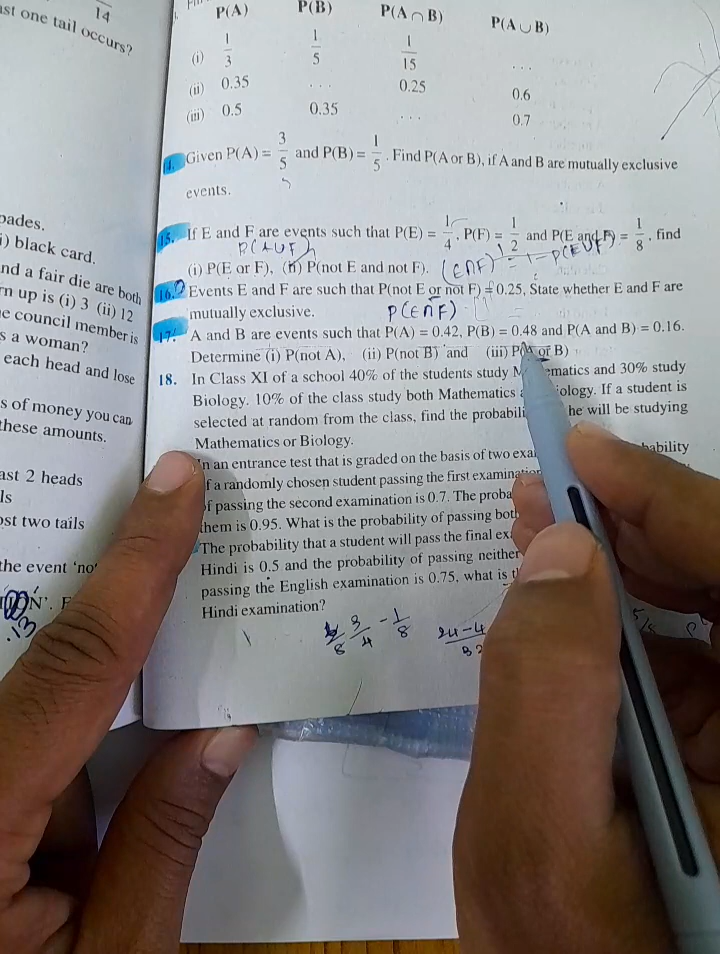 14
st one tail occurs?
pades.
) black card.
nd a fair die are both
n up is (i) 3 (ii) 12
e council member is
s a woman?
each head and lose
s of money you can
these amounts.
ast 2 heads
ls
ost two tails
the event 'no
P(A) P(B) P(A ∩ B) P(A ∪ B)
(i) 1/3 1/5 1/15 ...
(ii) 0.35 ... 0.25 0.6
(iii) 0.5 0.35 ... 0.7
Given P(A) = 3/5 and P(B) = 1/5 . Find P(A or B), if A and B are mutually exclusive
events.
15. If E and F are events such that P(E) = 1/4, P(F) = 1/2 and P(E and F) = 1/8, find
(i) P(E or F), (ii) P(not E and not F).
16. Events E and F are such that P(not E or not F) = 0.25, State whether E and F are
mutually exclusive. P(E∩F)
17. A and B are events such that P(A) = 0.42, P(B) = 0.48 and P(A and B) = 0.16.
Determine (i) P(not A), (ii) P(not B) and (iii) P(A or B)
18. In Class XI of a school 40% of the students study Mathematics and 30% study
Biology. 10% of the class study both Mathematics ology. If a student is
selected at random from the class, find the probabili he will be studying
Mathematics or Biology.
In an entrance test that is graded on the basis of two exa bability
of a randomly chosen student passing the first examination
of passing the second examination is 0.7. The proba
them is 0.95. What is the probability of passing bot
The probability that a student will pass the final ex
Hindi is 0.5 and the probability of passing neither
passing the English examination is 0.75, what is t
Hindi examination?
3/4 - 1/8